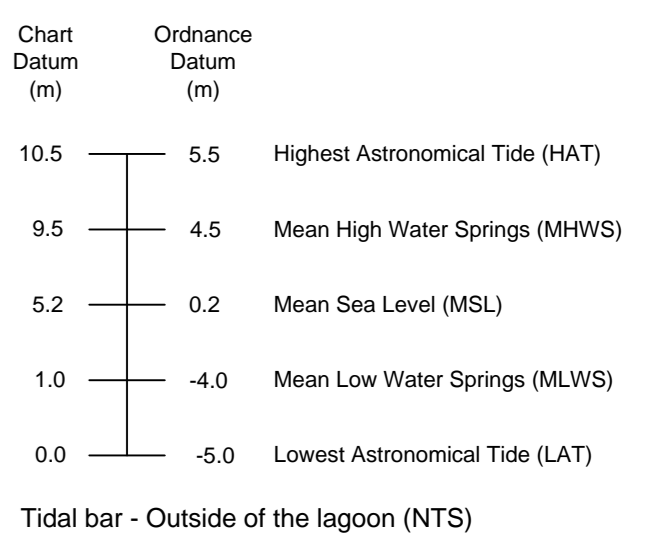 Chart Ordnance
Datum Datum
(m) (m)
10.5 5.5 Highest Astronomical Tide (HAT)
9.5 4.5 Mean High Water Springs (MHWS)
5.2 0.2 Mean Sea Level (MSL)
1.0 -4.0 Mean Low Water Springs (MLWS)
0.0 -5.0 Lowest Astronomical Tide (LAT)
Tidal bar - Outside of the lagoon (NTS)